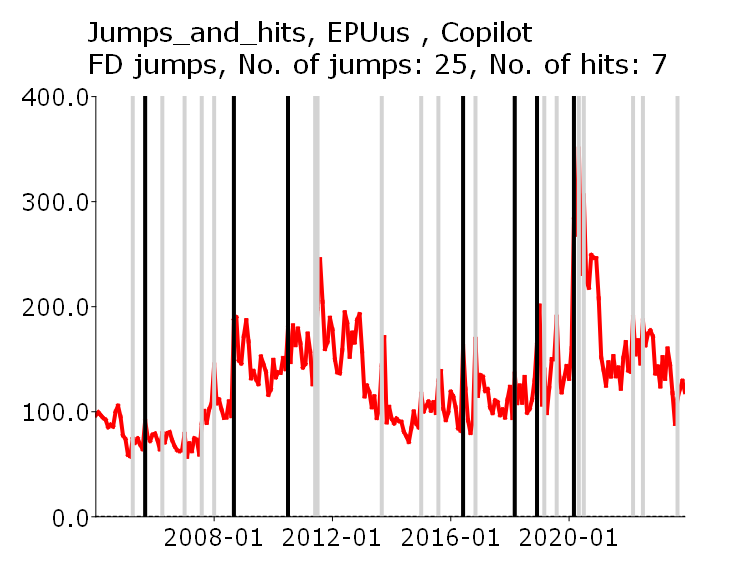 Jumps_and_hits, EPUus , Copilot
FD jumps, No. of jumps: 25, No. of hits: 7
400.0
300.0
200.0
100.0
0.0
2008-01 2012-01 2016-01 2020-01